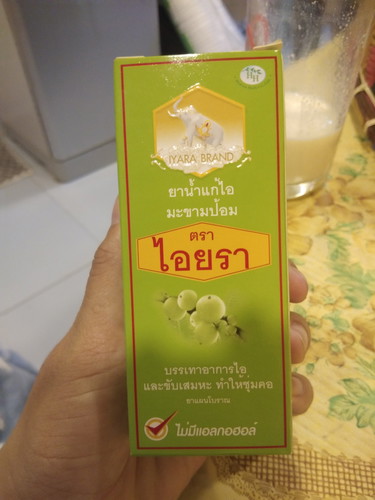 IYARA BRAND
ยาน้ำแก้ไอ
มะขามป้อม
ตรา
ไอยรา
บรรเทาอาการไอ
และขับเสมหะ ทำให้ชุ่มคอ
ยาแผนโบราณ
ไม่มีแอลกอฮอล์